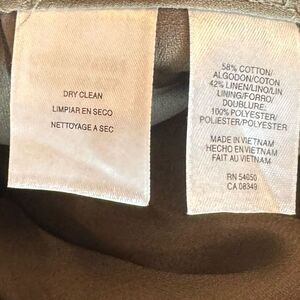 DRY CLEAN
LIMPIAR EN SECO
NETTOYAGE A SEC
58% COTTON/
ALGODON/COTON
42% LINEN/LINO/LIN
LINING/FORRO/
DOUBLURE:
100% POLYESTER/
POLIESTER/POLYESTER
MADE IN VIETNAM
HECHO EN VIETNAM
FAIT AU VIETNAM
RN 54050
CA 08349